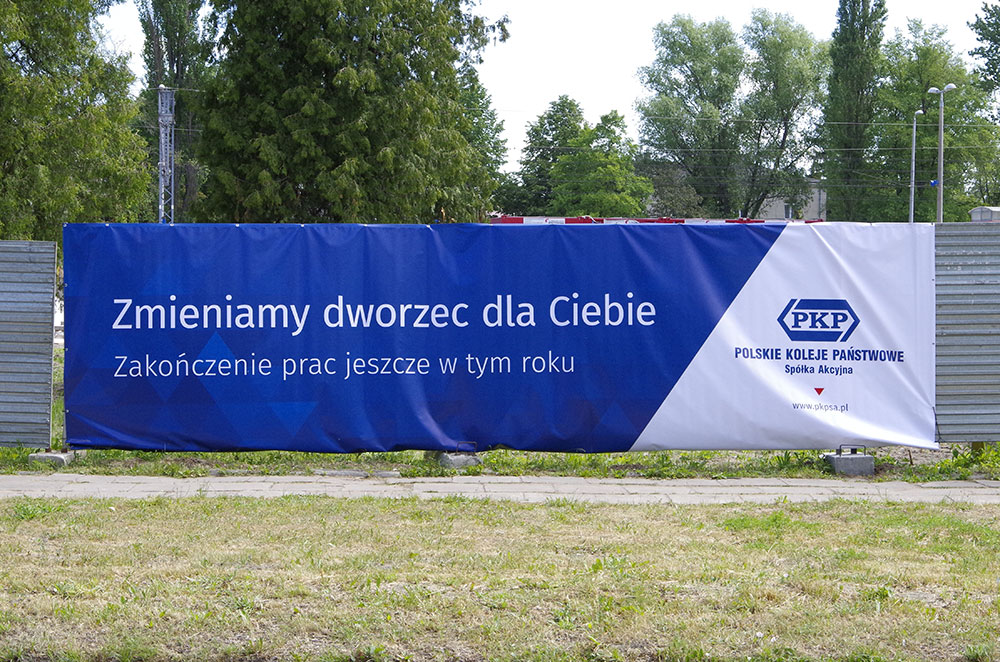 Zmieniamy dworzec dla Ciebie
Zakończenie prac jeszcze w tym roku
PKP
POLSKIE KOLEJE PAŃSTWOWE
Spółka Akcyjna
www.pkpsa.pl